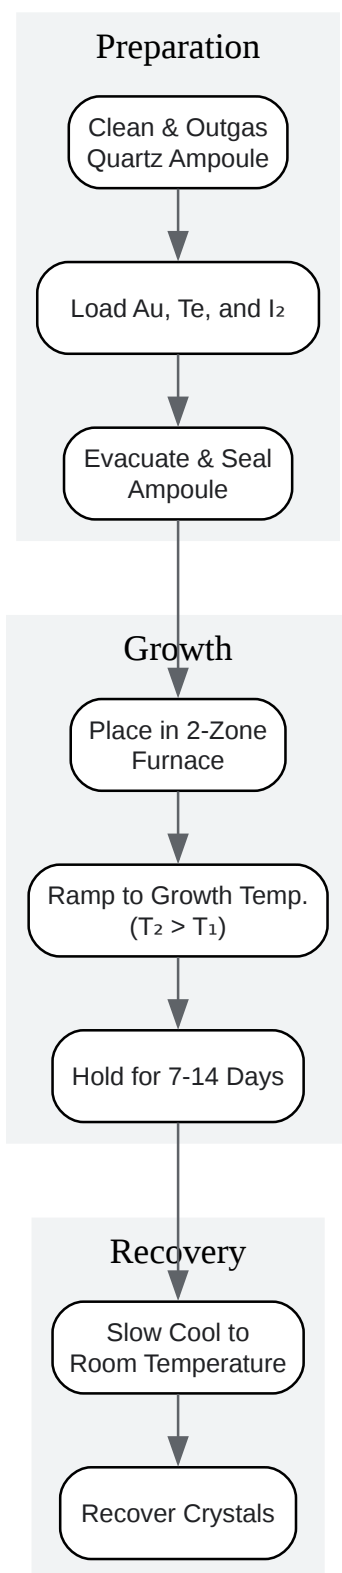 Preparation
Clean & Outgas
Quartz Ampoule
Load Au, Te, and I₂
Evacuate & Seal
Ampoule
Growth
Place in 2-Zone
Furnace
Ramp to Growth Temp.
(T₂ > T₁)
Hold for 7-14 Days
Recovery
Slow Cool to
Room Temperature
Recover Crystals